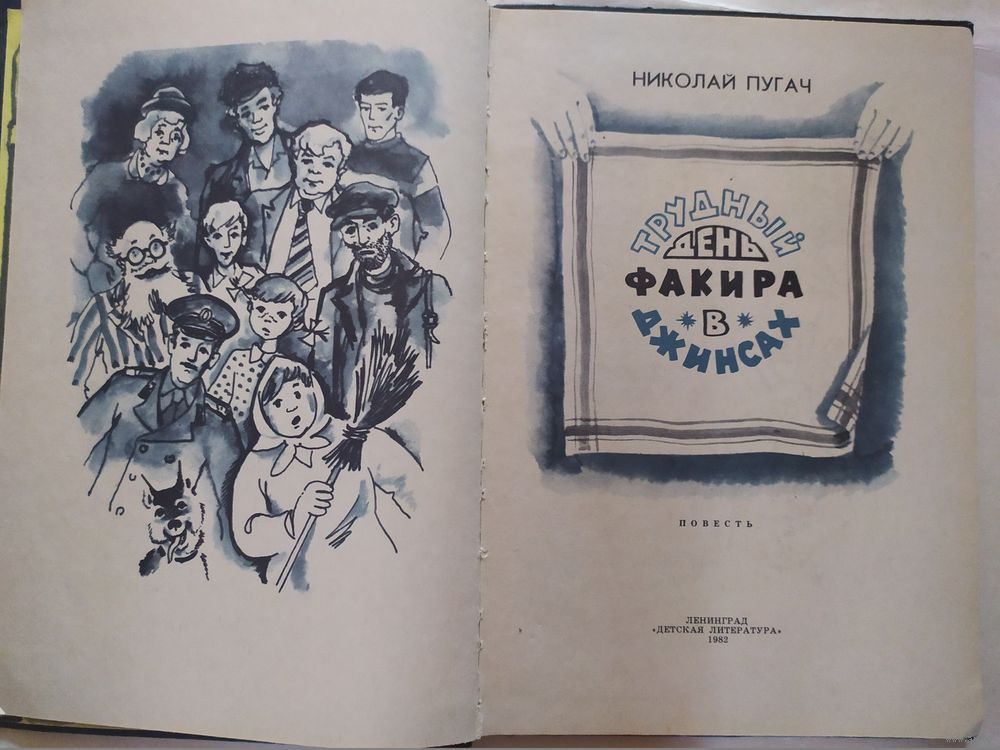 НИКОЛАЙ ПУГАЧ
ТРУДНЫЙ
ДЕНЬ
ФАКИРА
В
ДЖИНСАХ
ПОВЕСТЬ
ЛЕНИНГРАД
«ДЕТСКАЯ ЛИТЕРАТУРА»
1982